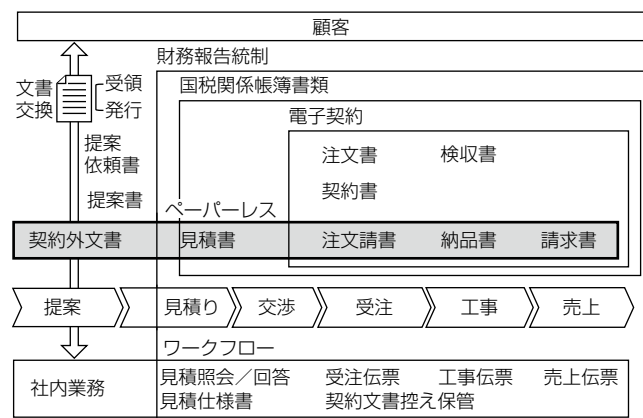 顧客
財務報告統制
国税関係帳簿書類
電子契約
文書
交換
受領
発行
提案
依頼書
提案書
注文書 検収書
契約書
ペーパーレス
契約外文書 見積書 注文請書 納品書 請求書
提案 見積り 交渉 受注 工事 売上
ワークフロー
社内業務
見積照会／回答 受注伝票 工事伝票 売上伝票
見積仕様書 契約文書控え保管